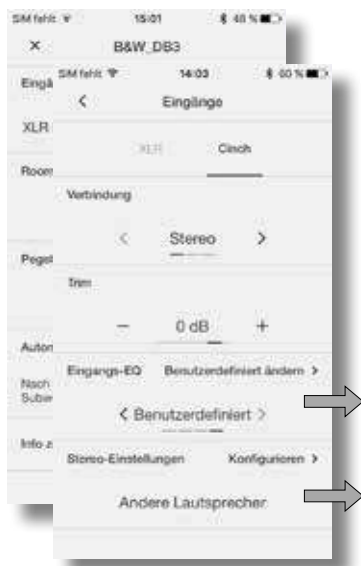 SIM fehlt 15:01 48 %
× B&W_DB3
Eingä
XLR
Room
Pegel
Autom
Nach
Subw
Info z
SIM fehlt 14:03 60 %
< Eingänge
XLR Cinch
Verbindung
< Stereo >
Trim
− 0 dB +
Eingangs-EQ Benutzerdefiniert ändern >
< Benutzerdefiniert >
Stereo-Einstellungen Konfigurieren >
Andere Lautsprecher